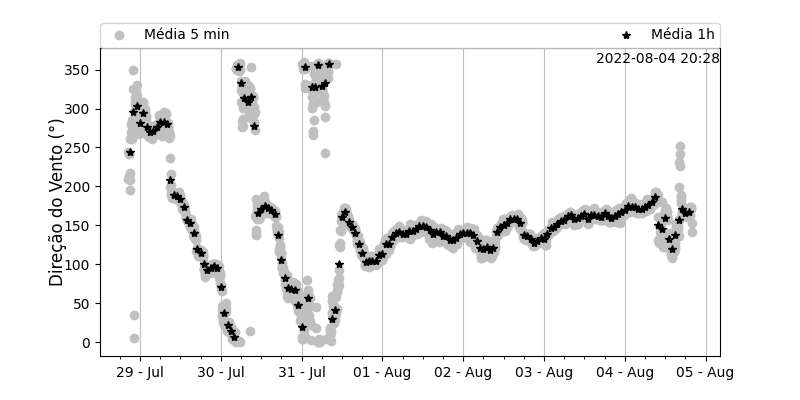 Média 5 min
Média 1h
2022-08-04 20:28
Direção do Vento (°)
350
300
250
200
150
100
50
0
29 - Jul
30 - Jul
31 - Jul
01 - Aug
02 - Aug
03 - Aug
04 - Aug
05 - Aug